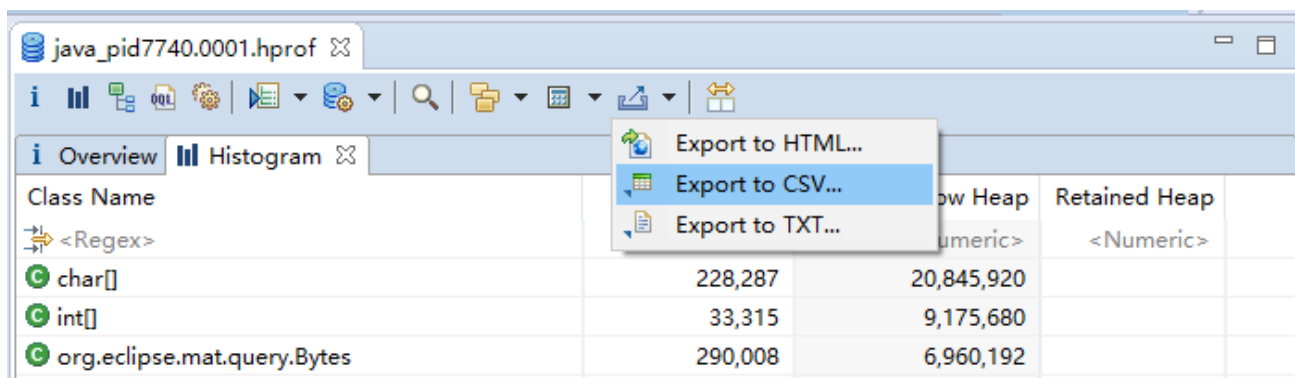 java_pid7740.0001.hprof
i OQL
i Overview Histogram
Export to HTML...
Export to CSV...
Export to TXT...
Class Name Heap Retained Heap
<Regex> <Numeric>
char[] 228,287 20,845,920
int[] 33,315 9,175,680
org.eclipse.mat.query.Bytes 290,008 6,960,192